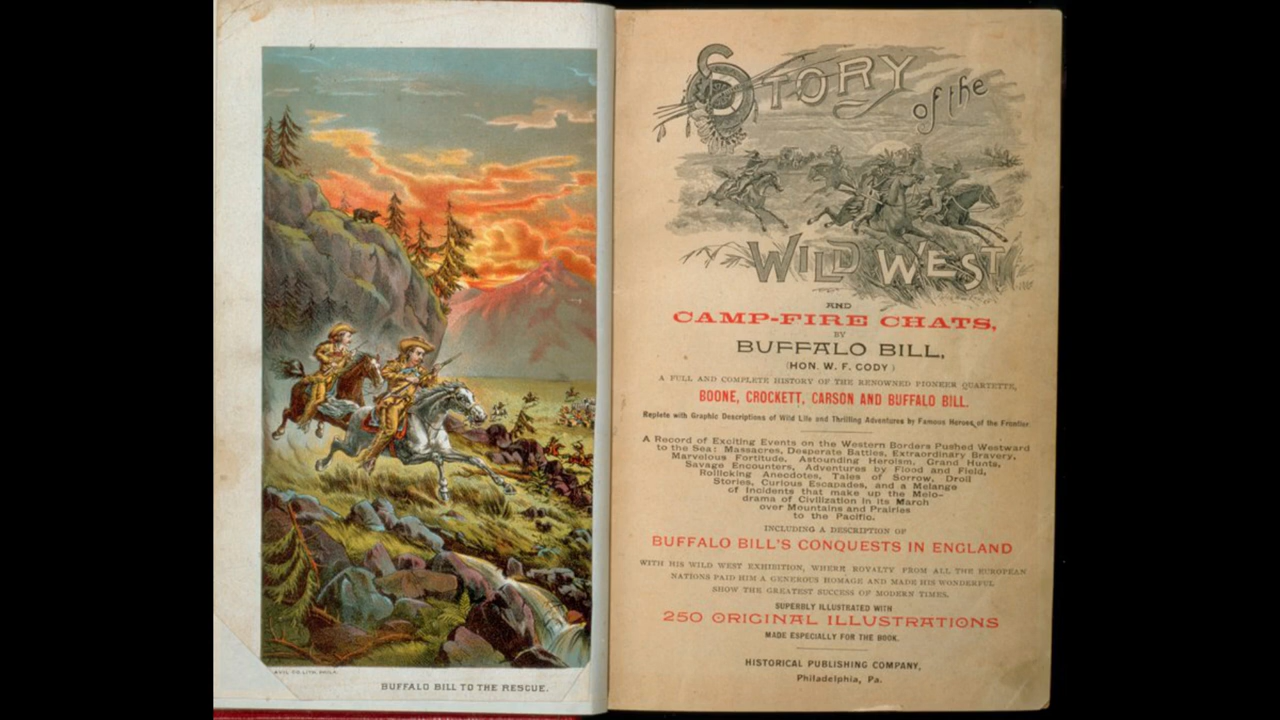 AVIL CO. LITH. PHILA.
BUFFALO BILL TO THE RESCUE.
STORY of the
WILD WEST
AND
CAMP-FIRE CHATS,
BY
BUFFALO BILL,
(HON. W. F. CODY)
A FULL AND COMPLETE HISTORY OF THE RENOWNED PIONEER QUARTETTE,
BOONE, CROCKETT, CARSON AND BUFFALO BILL.
Replete with Graphic Descriptions of Wild Life and Thrilling Adventures by Famous Heroes of the Frontier.
A Record of Exciting Events on the Western Borders Pushed Westward
to the Sea: Massacres, Desperate Battles, Extraordinary Bravery,
Marvelous Fortitude, Astounding Heroism, Grand Hunts,
Savage Encounters, Adventures by Flood and Field,
Rollicking Anecdotes, Tales of Sorrow, Droll
Stories, Curious Escapades, and a Melange
of Incidents that make up the Melo-
drama of Civilization in its March
over Mountains and Prairies
to the Pacific.
INCLUDING A DESCRIPTION OF
BUFFALO BILL'S CONQUESTS IN ENGLAND
WITH HIS WILD WEST EXHIBITION, WHERE ROYALTY FROM ALL THE EUROPEAN
NATIONS PAID HIM A GENEROUS HOMAGE AND MADE HIS WONDERFUL
SHOW THE GREATEST SUCCESS OF MODERN TIMES.
SUPERBLY ILLUSTRATED WITH
250 ORIGINAL ILLUSTRATIONS
MADE ESPECIALLY FOR THE BOOK.
HISTORICAL PUBLISHING COMPANY,
Philadelphia, Pa.